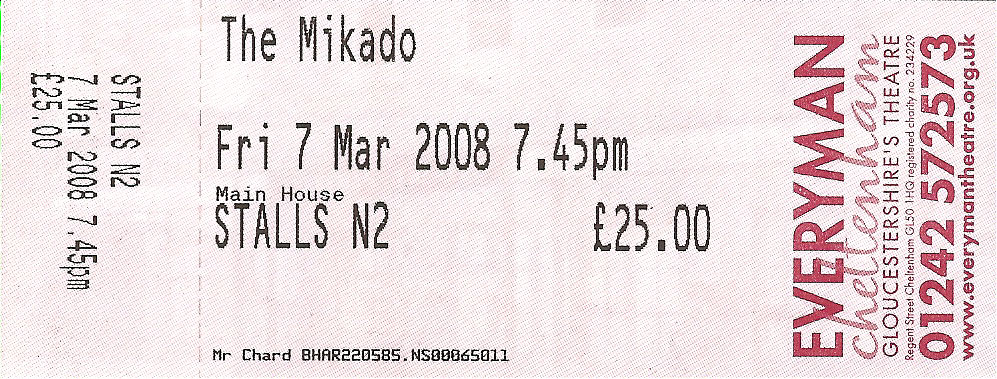 STALLS N2
7 Mar 2008 7.45pm
£25.00
The Mikado
Fri 7 Mar 2008 7.45pm
Main House
STALLS N2 £25.00
Mr Chard BHAR220585.NS00065011
EVERYMAN
cheltenham
GLOUCESTERSHIRE'S THEATRE
Regent Street Cheltenham GL50 1HQ registered charity no. 234229
01242 572573
www.everymantheatre.org.uk